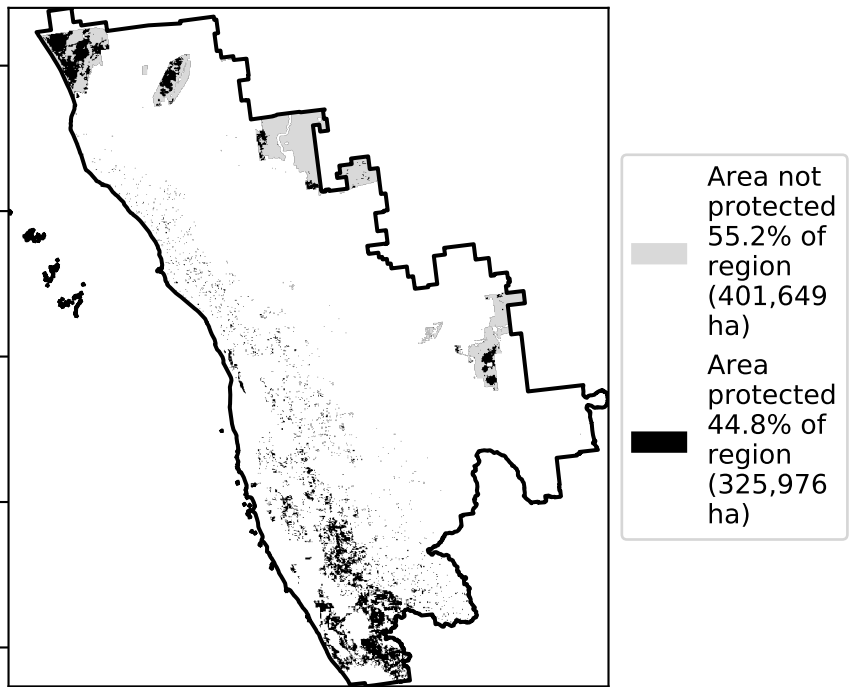 Area not
protected
55.2% of
region
(401,649
ha)
Area
protected
44.8% of
region
(325,976
ha)